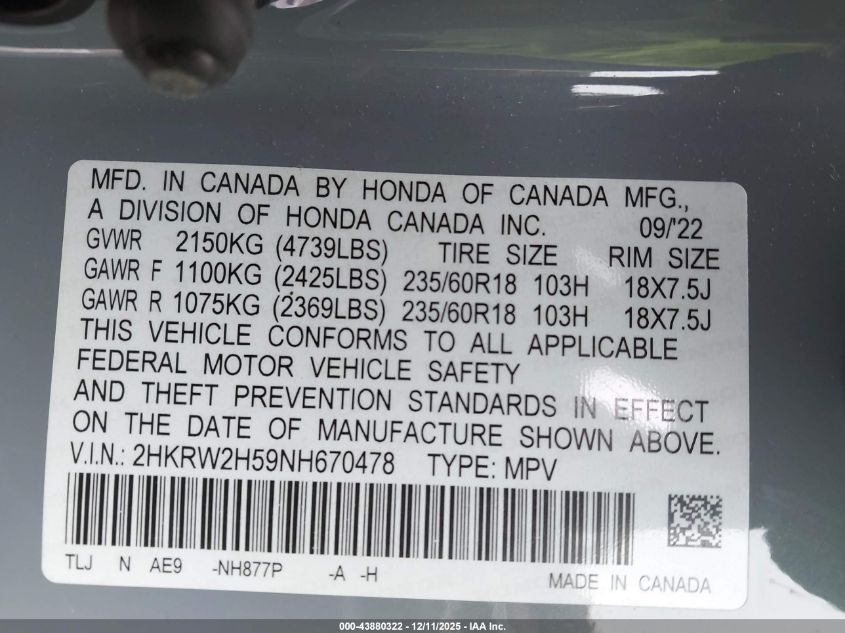 MFD. IN CANADA BY HONDA OF CANADA MFG.,
A DIVISION OF HONDA CANADA INC. 09/'22
GVWR 2150KG (4739LBS) TIRE SIZE RIM SIZE
GAWR F 1100KG (2425LBS) 235/60R18 103H 18X7.5J
GAWR R 1075KG (2369LBS) 235/60R18 103H 18X7.5J
THIS VEHICLE CONFORMS TO ALL APPLICABLE
FEDERAL MOTOR VEHICLE SAFETY
AND THEFT PREVENTION STANDARDS IN EFFECT
ON THE DATE OF MANUFACTURE SHOWN ABOVE.
V.I.N.: 2HKRW2H59NH670478 TYPE: MPV
TLJ N AE9 -NH877P -A -H MADE IN CANADA
000-43880322 - 12/11/2025 - IAA Inc.